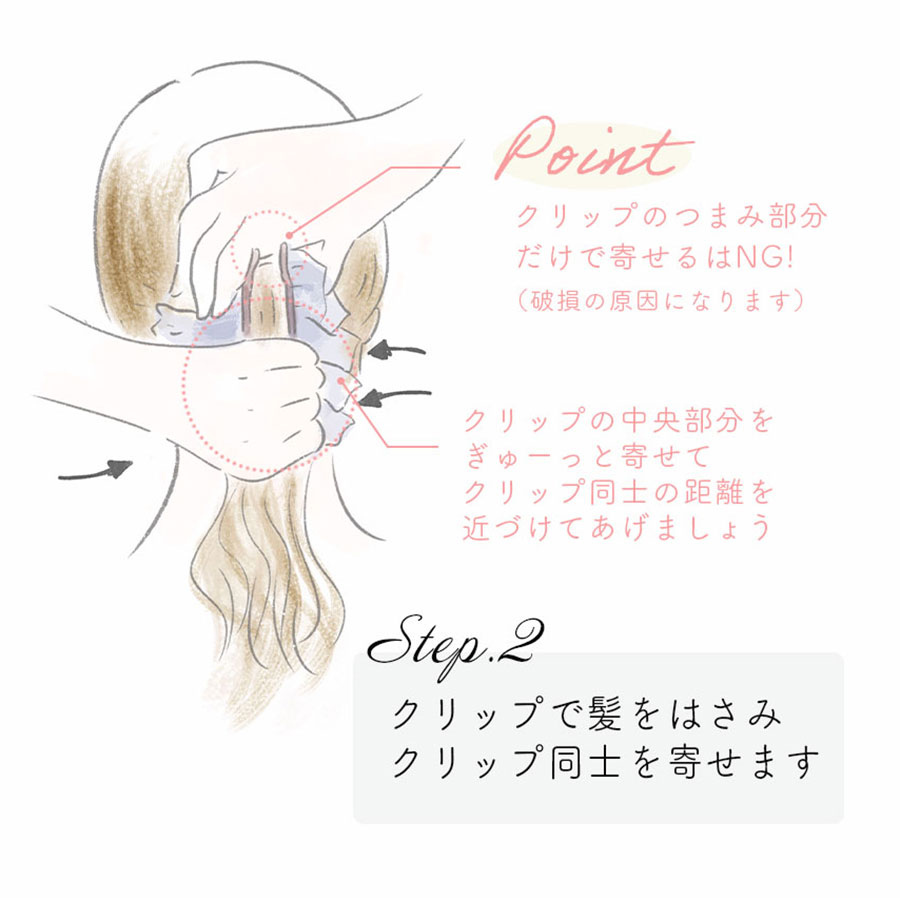 Point
クリップのつまみ部分
だけで寄せるはNG!
（破損の原因になります）
クリップの中央部分を
ぎゅーっと寄せて
クリップ同士の距離を
近づけてあげましょう
Step.2
クリップで髪をはさみ
クリップ同士を寄せます